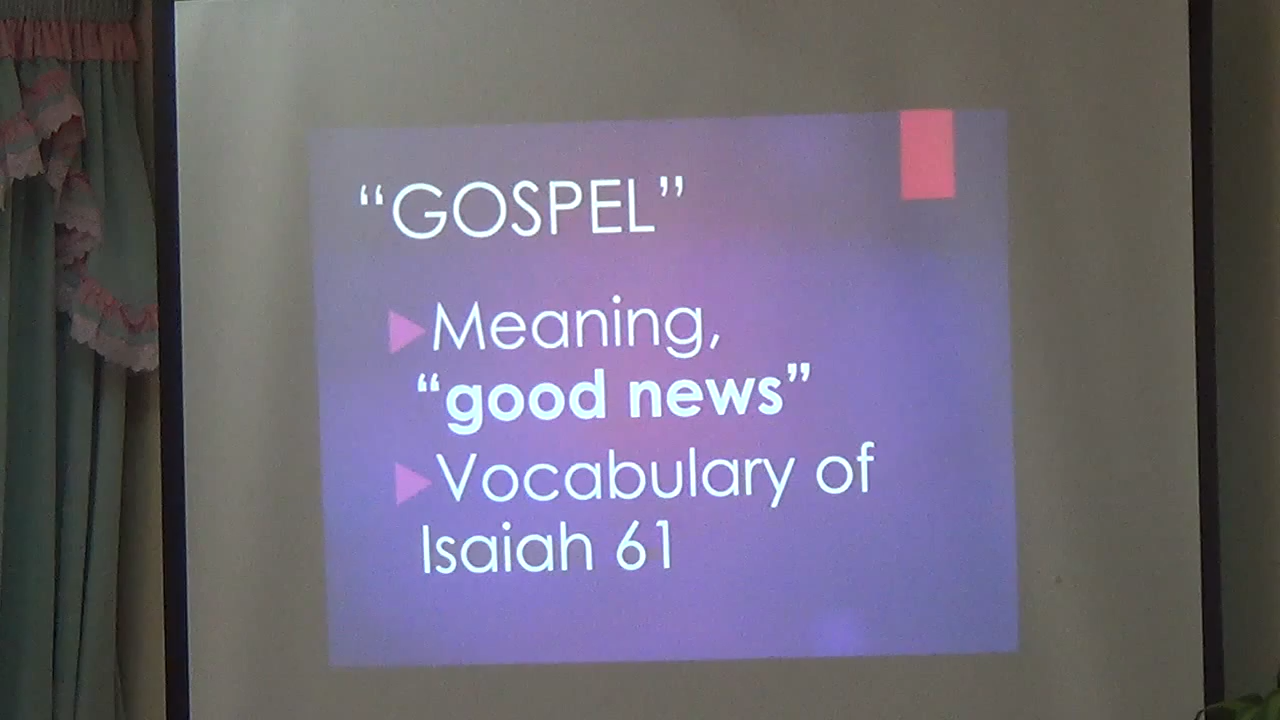 “GOSPEL”
Meaning,
“good news”
Vocabulary of
Isaiah 61